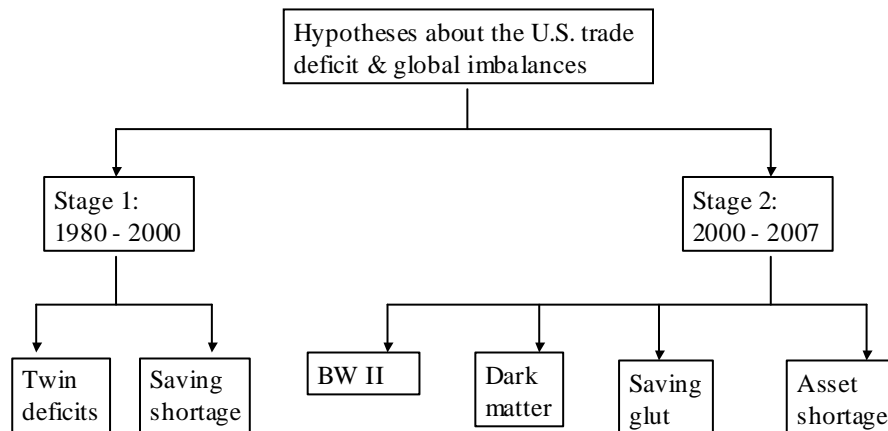 Hypotheses about the U.S. trade
deficit & global imbalances
Stage 1:
1980 - 2000
Stage 2:
2000 - 2007
Twin
deficits
Saving
shortage
BW II
Dark
matter
Saving
glut
Asset
shortage